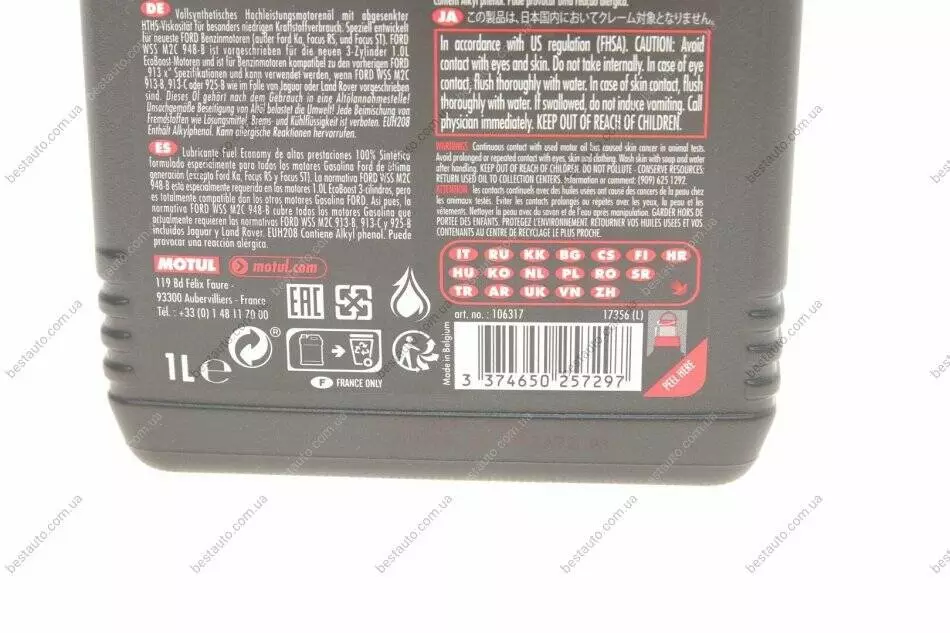 DE Vollsynthetisches Hochleistungsmotorenöl mit abgesenkter
HTHS-Viskosität für besonders niedrigen Kraftstoffverbrauch. Speziell entwickelt
für neueste FORD Benzinmotoren (außer Ford Ka, Focus RS, und Focus ST). FORD
WSS M2C 948-B ist vorgeschrieben für die neuen 3-Zylinder 1.0L
EcoBoost-Motoren und ist für Benzinmotoren kompatibel zu den vorherigen FORD
„913 x" Spezifikationen und kann verwendet werden, wenn FORD WSS M2C
913-B, 913-C oder 925-B wie im Falle von Jaguar oder Land Rover vorgeschrieben
sind. Dieses Öl gehört nach dem Gebrauch in eine Altölannahmestelle!
Unsachgemäße Beseitigung von Altöl belastet die Umwelt! Jede Beimischung von
Fremdstoffen wie Lösungsmittel, Brems- und Kühlflüssigkeit ist verboten. EUH208
Enthält Alkylphenol. Kann allergische Reaktionen hervorrufen.
ES Lubricante Fuel Economy de altas prestaciones 100% Sintético
formulado especialmente para todos los motores Gasolina Ford de última
generación (excepto Ford Ka, Focus RS y Focus ST). La normativa FORD WSS M2C
948-B esta especialmente requerida en los motores 1.0L EcoBoost 3-cilindros, pero es
totalmente compatible don los otros motores Gasolina FORD. Asi pues, la
normativa FORD WSS M2C 948-B cubre todos los motores Gasolina que
actualmente requieren las normativas FORD WSS M2C 913-B, 913-C y 925-B
incluidos Jaguar y Land Rover. EUH208 Contiene Alkyl phenol. Puede
provocar una reacción alérgica.
MOTUL motul.com
119 Bd Félix Faure -
93300 Aubervilliers - France
Tél. : +33 (0) 1 48 11 70 00
EAC
1L e
®
F FRANCE ONLY
JA この製品は、日本国内においてクレーム対象となりません。
In accordance with US regulation (FHSA). CAUTION: Avoid
contact with eyes and skin. Do not take internally. In case of eye
contact, flush thoroughly with water. In case of skin contact, flush
thoroughly with water. If swallowed, do not induce vomiting. Call
physician immediately. KEEP OUT OF REACH OF CHILDREN.
WARNINGS Continuous contact with used motor oil has caused skin cancer in animal tests.
Avoid prolonged or repeated contact with eyes, skin and clothing. Wash skin with soap and water
after handling. KEEP OUT OF REACH OF CHILDREN. DO NOT POLLUTE - CONSERVE RESOURCES:
RETURN USED OIL TO COLLECTION CENTERS. Information or comment: (909) 625 1292.
ATTENTION les contacts continuels avec des huiles usées ont causé des cancers de la peau chez
les animaux testés. Eviter les contacts prolongés ou répétés avec les yeux, la peau et les
vêtements. Nettoyer la peau avec du savon et de l'eau après manipulation. GARDER HORS DE
PORTEE DES ENFANTS. PROTEGEZ L'ENVIRONNEMENT. RETOURNER VOS HUILES USEES ET VOS
CONTENANTS AU CENTRE DE RECYCLAGE LE PLUS PROCHE.
IT RU KK BG CS FI HR
HU KO NL PL RO SR
TR AR UK VN ZH
art. no. : 106317 17356 (L)
Made in Belgium
3 374650 257297
PEEL HERE
bestauto.com.ua